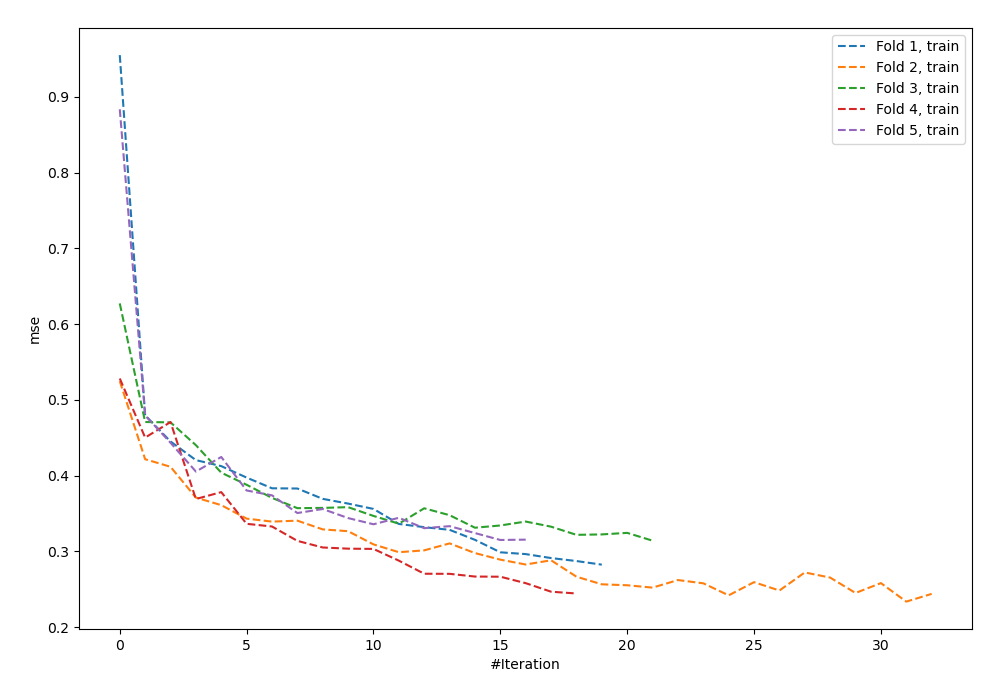 Fold 1, train
Fold 2, train
Fold 3, train
Fold 4, train
Fold 5, train
0.9
0.8
0.7
0.6
0.5
0.4
0.3
0.2
mse
0 5 10 15 20 25 30
#Iteration